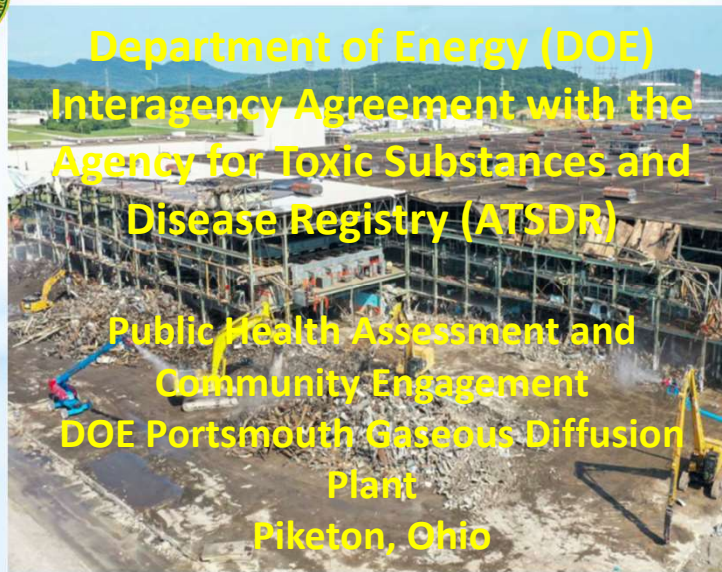 Department of Energy (DOE)
Interagency Agreement with the
Agency for Toxic Substances and
Disease Registry (ATSDR)
Public Health Assessment and
Community Engagement
DOE Portsmouth Gaseous Diffusion
Plant
Piketon, Ohio